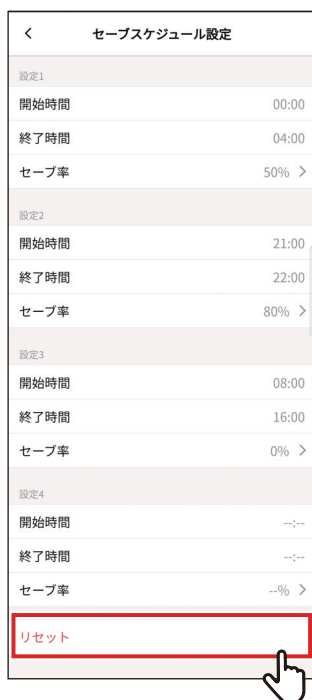 セーブスケジュール設定
設定1
開始時間 00:00
終了時間 04:00
セーブ率 50%
設定2
開始時間 21:00
終了時間 22:00
セーブ率 80%
設定3
開始時間 08:00
終了時間 16:00
セーブ率 0%
設定4
開始時間 --:--
終了時間 --:--
セーブ率 --%
リセット